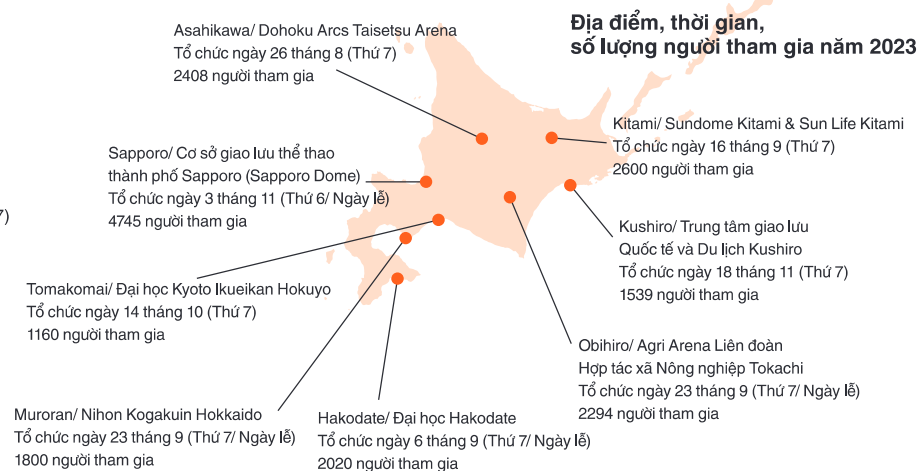 Địa điểm, thời gian,
số lượng người tham gia năm 2023
Asahikawa/ Dohoku Arcs Taisetsu Arena
Tổ chức ngày 26 tháng 8 (Thứ 7)
2408 người tham gia
Kitami/ Sundome Kitami & Sun Life Kitami
Tổ chức ngày 16 tháng 9 (Thứ 7)
2600 người tham gia
Sapporo/ Cơ sở giao lưu thể thao
thành phố Sapporo (Sapporo Dome)
Tổ chức ngày 3 tháng 11 (Thứ 6/ Ngày lễ)
4745 người tham gia
7)
Kushiro/ Trung tâm giao lưu
Quốc tế và Du lịch Kushiro
Tổ chức ngày 18 tháng 11 (Thứ 7)
1539 người tham gia
Tomakomai/ Đại học Kyoto Ikueikan Hokuyo
Tổ chức ngày 14 tháng 10 (Thứ 7)
1160 người tham gia
Obihiro/ Agri Arena Liên đoàn
Hợp tác xã Nông nghiệp Tokachi
Tổ chức ngày 23 tháng 9 (Thứ 7/ Ngày lễ)
2294 người tham gia
Muroran/ Nihon Kogakuin Hokkaido
Tổ chức ngày 23 tháng 9 (Thứ 7/ Ngày lễ)
1800 người tham gia
Hakodate/ Đại học Hakodate
Tổ chức ngày 6 tháng 9 (Thứ 7/ Ngày lễ)
2020 người tham gia